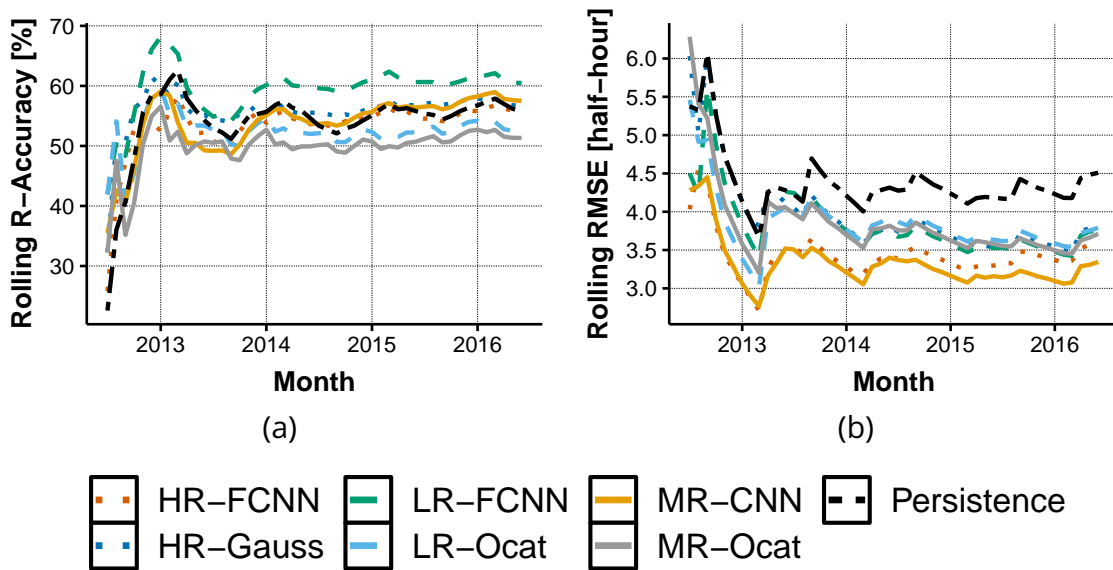 Rolling R−Accuracy [%]
70
60
50
40
30
2013 2014 2015 2016
Month
(a)
Rolling RMSE [half−hour]
6.0
5.5
5.0
4.5
4.0
3.5
3.0
2013 2014 2015 2016
Month
(b)
HR−FCNN LR−FCNN MR−CNN Persistence
HR−Gauss LR−Ocat MR−Ocat